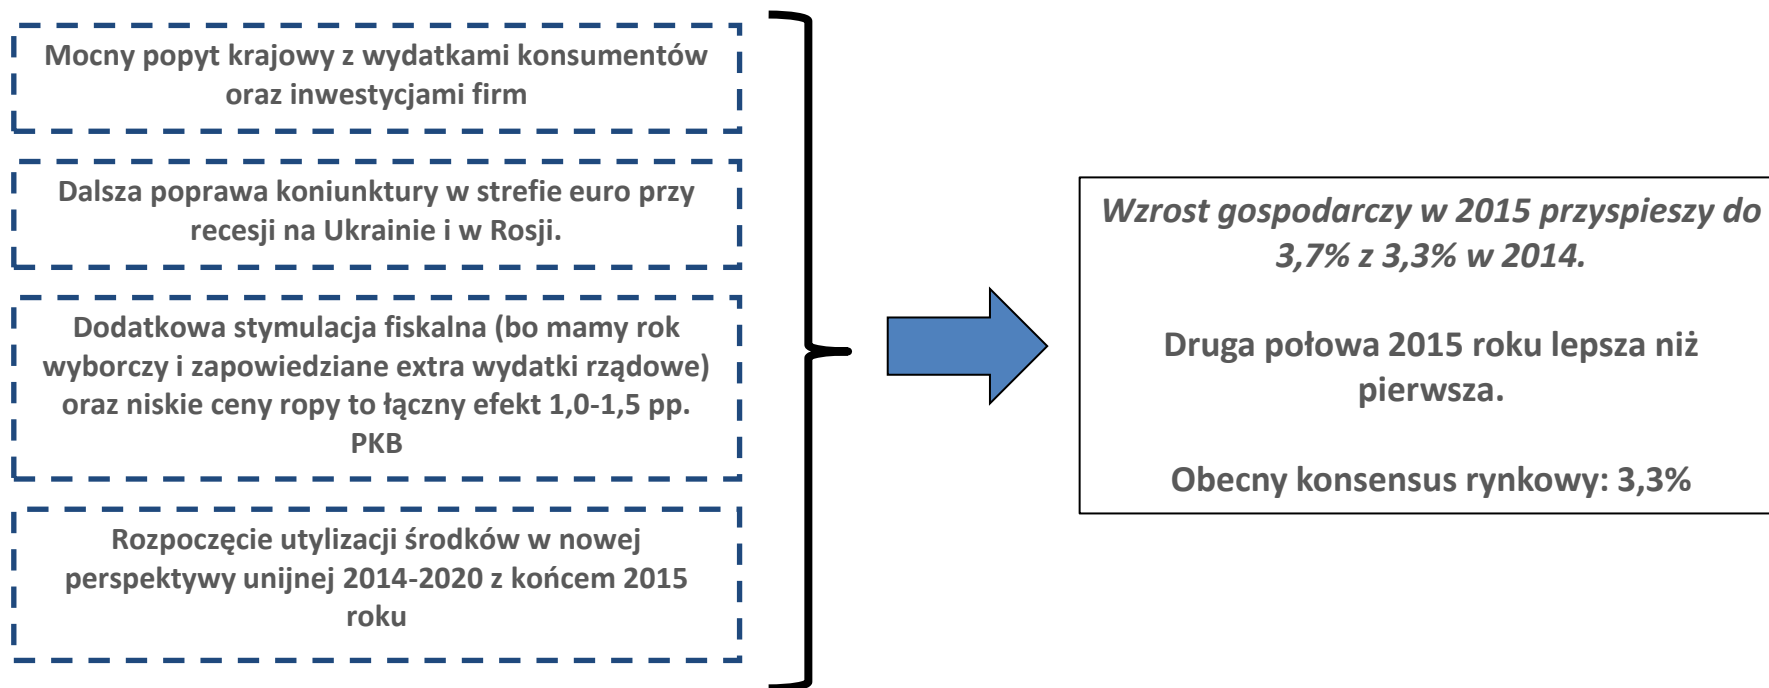 Mocny popyt krajowy z wydatkami konsumentów
oraz inwestycjami firm
Dalsza poprawa koniunktury w strefie euro przy
recesji na Ukrainie i w Rosji.
Dodatkowa stymulacja fiskalna (bo mamy rok
wyborczy i zapowiedziane extra wydatki rządowe)
oraz niskie ceny ropy to łączny efekt 1,0-1,5 pp.
PKB
Rozpoczęcie utylizacji środków w nowej
perspektywy unijnej 2014-2020 z końcem 2015
roku
Wzrost gospodarczy w 2015 przyspieszy do
3,7% z 3,3% w 2014.
Druga połowa 2015 roku lepsza niż
pierwsza.
Obecny konsensus rynkowy: 3,3%